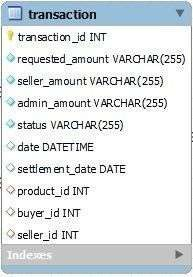 transaction
transaction_id INT
requested_amount VARCHAR(255)
seller_amount VARCHAR(255)
admin_amount VARCHAR(255)
status VARCHAR(255)
date DATETIME
settlement_date DATE
product_id INT
buyer_id INT
seller_id INT
Indexes